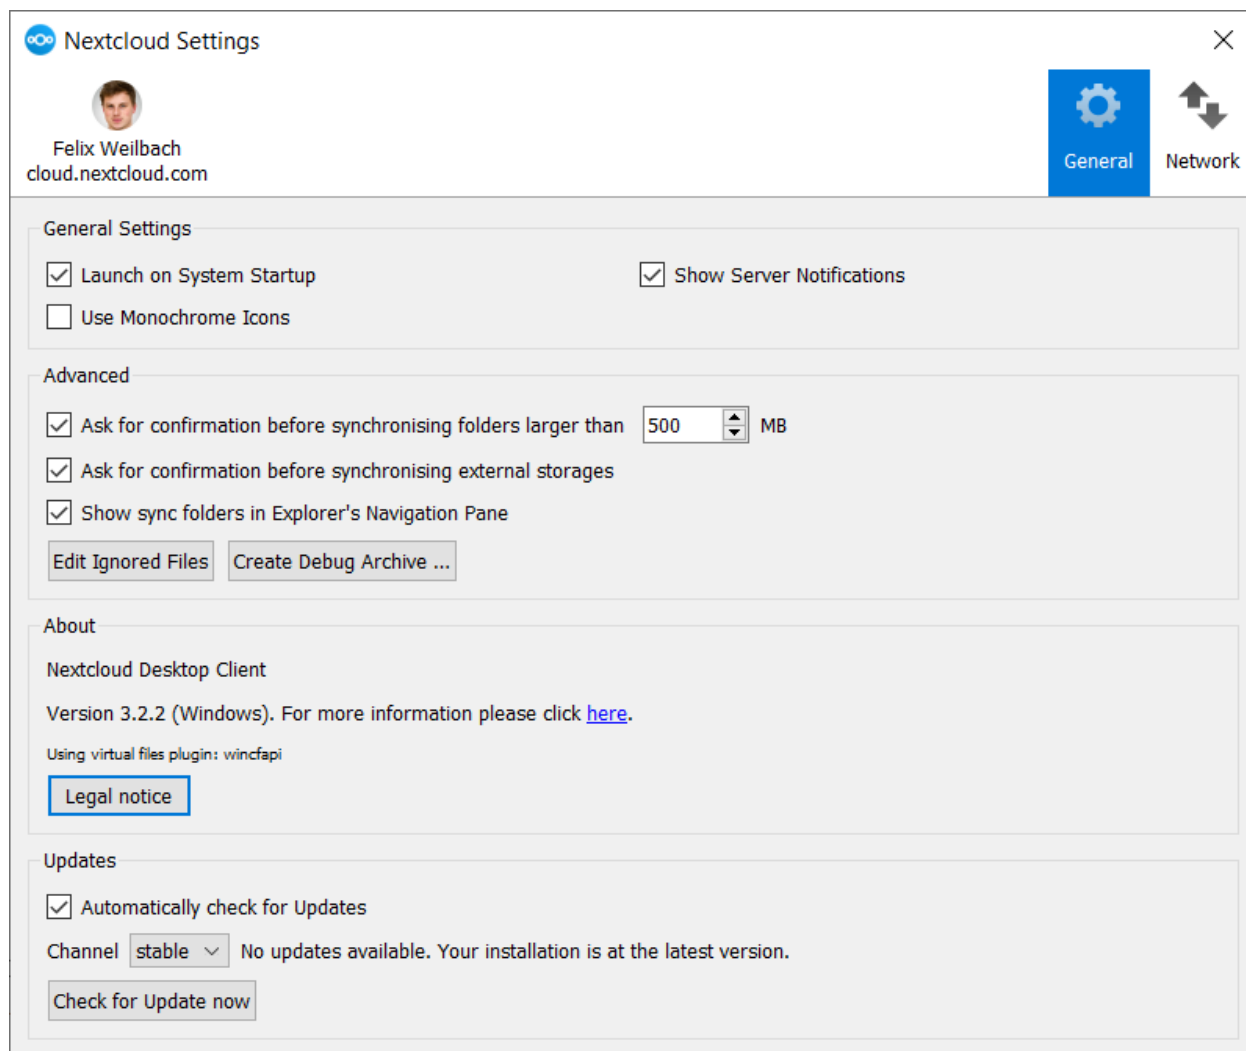 Nextcloud Settings
Felix Weilbach
cloud.nextcloud.com
General
Network
General Settings
Launch on System Startup
Show Server Notifications
Use Monochrome Icons
Advanced
Ask for confirmation before synchronising folders larger than 500 MB
Ask for confirmation before synchronising external storages
Show sync folders in Explorer's Navigation Pane
Edit Ignored Files
Create Debug Archive ...
About
Nextcloud Desktop Client
Version 3.2.2 (Windows). For more information please click here.
Using virtual files plugin: wincfapi
Legal notice
Updates
Automatically check for Updates
Channel stable No updates available. Your installation is at the latest version.
Check for Update now